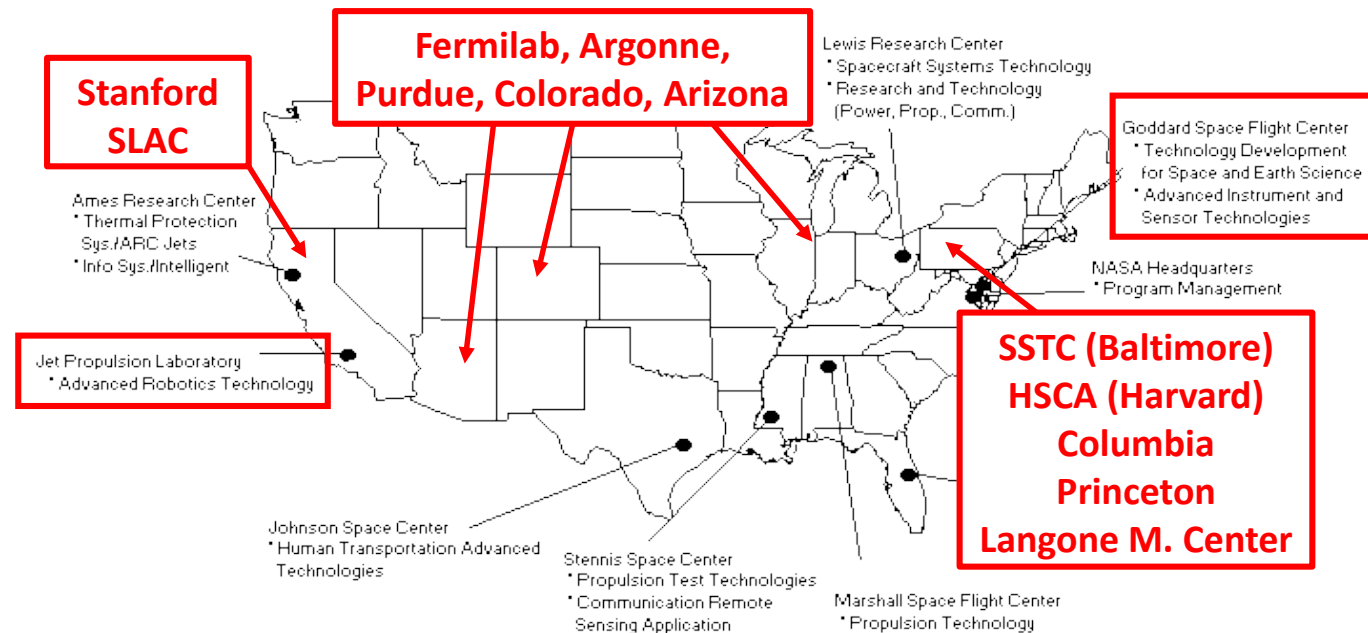 Fermilab, Argonne,
Purdue, Colorado, Arizona
Stanford
SLAC
Lewis Research Center
* Spacecraft Systems Technology
* Research and Technology
(Power, Prop., Comm.)
Goddard Space Flight Center
* Technology Development
for Space and Earth Science
* Advanced Instrument and
Sensor Technologies
Ames Research Center
* Thermal Protection
Sys./ARC Jets
* Info Sys./Intelligent
NASA Headquarters
* Program Management
Jet Propulsion Laboratory
* Advanced Robotics Technology
SSTC (Baltimore)
HSCA (Harvard)
Columbia
Princeton
Langone M. Center
Johnson Space Center
* Human Transportation Advanced
Technologies
Stennis Space Center
* Propulsion Test Technologies
* Communication Remote
Sensing Application
Marshall Space Flight Center
* Propulsion Technology